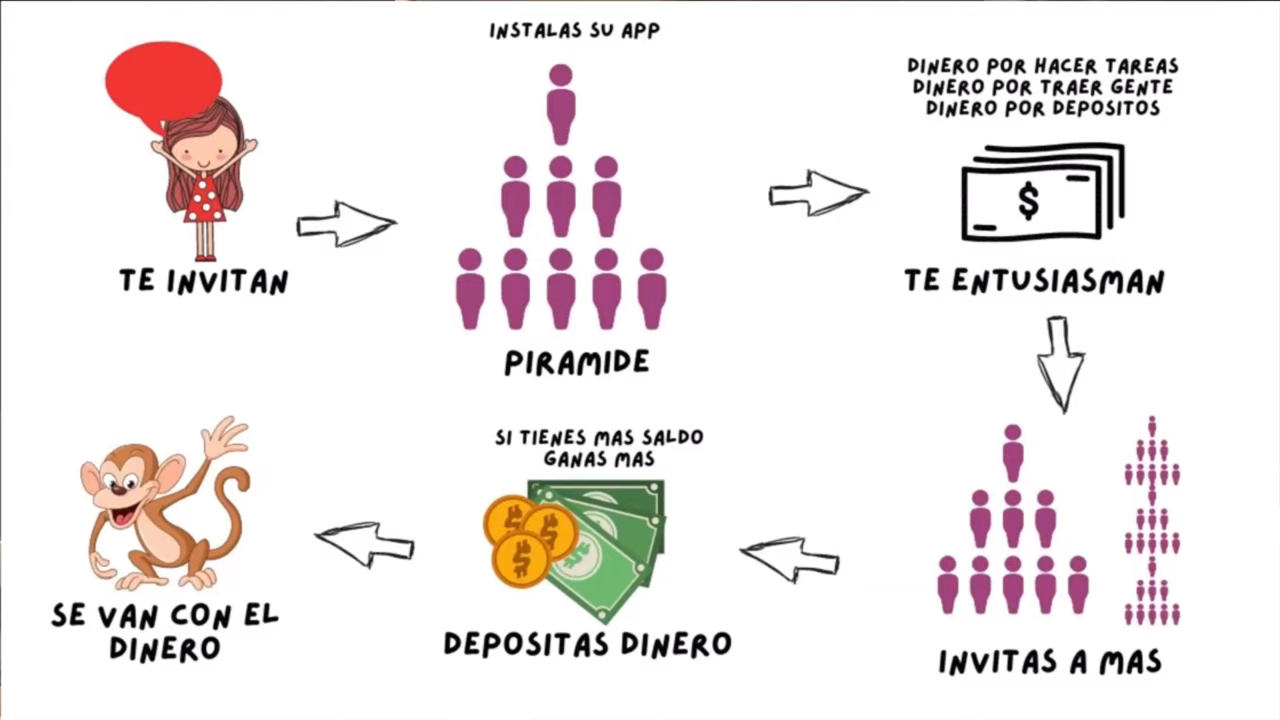 TE INVITAN
INSTALAS SU APP
PIRAMIDE
DINERO POR HACER TAREAS
DINERO POR TRAER GENTE
DINERO POR DEPOSITOS
$
TE ENTUSIASMAN
INVITAS A MAS
SI TIENES MAS SALDO
GANAS MAS
DEPOSITAS DINERO
SE VAN CON EL
DINERO